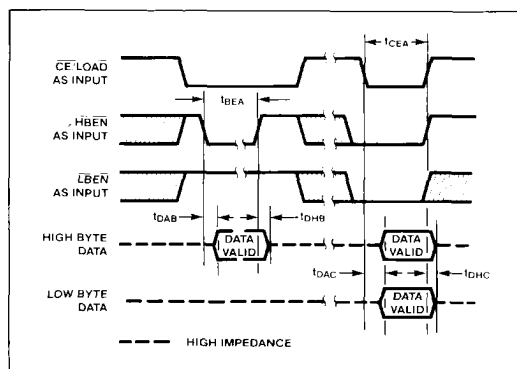 CE/LOAD
AS INPUT
tCEA
tBEA
HBEN
AS INPUT
LBEN
AS INPUT
tDAB
tDHB
HIGH BYTE
DATA
DATA
VALID
DATA
VALID
tDAC
tDHC
LOW BYTE
DATA
DATA
VALID
HIGH IMPEDANCE